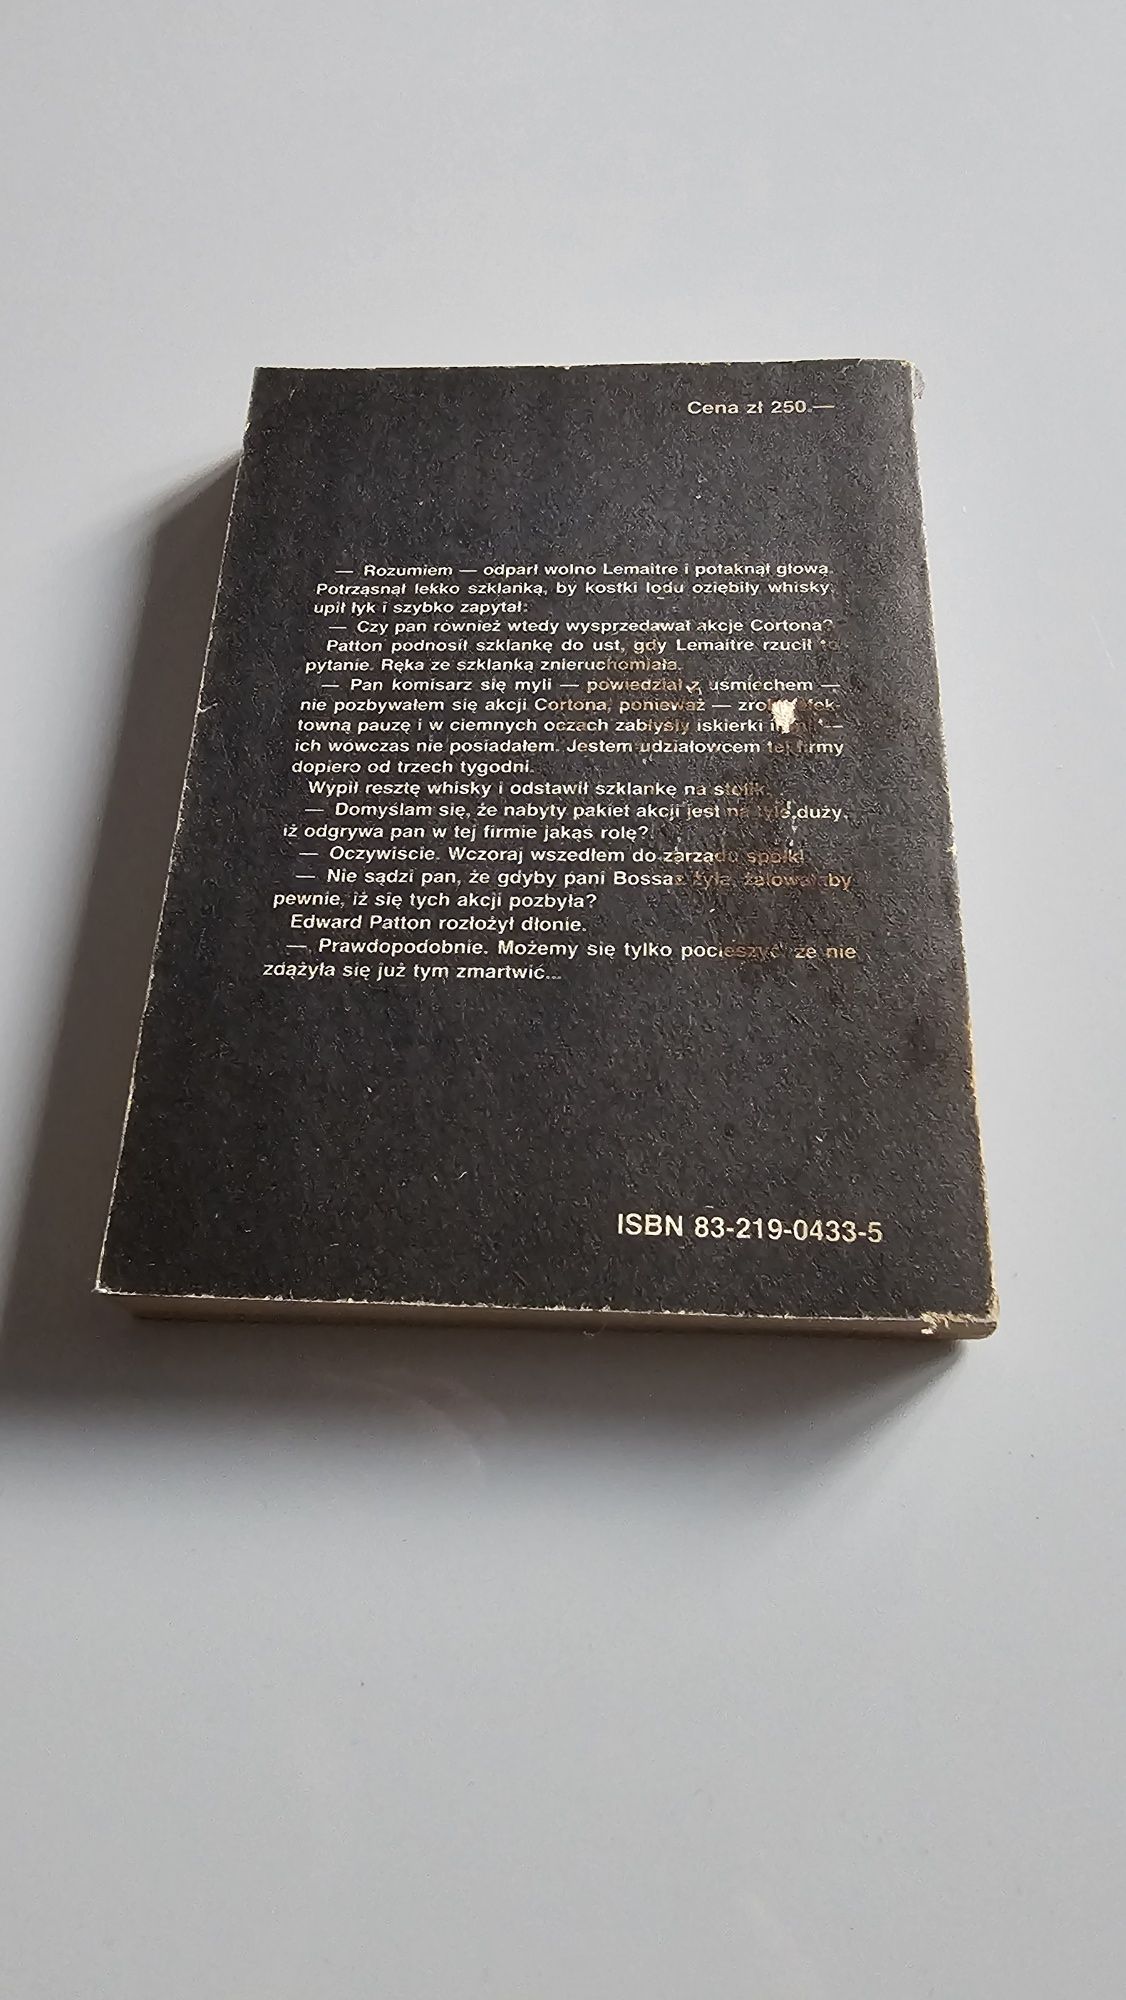 Cena zł 250.—
— Rozumiem — odparł wolno Lemaitre i potaknął głową.
Potrząsnął lekko szklanką, by kostki lodu oziębiły whisky
upił łyk i szybko zapytał:
— Czy pan również wtedy wysprzedawał akcje Cortona?
Patton podnosił szklankę do ust, gdy Lemaitre rzucił to
pytanie. Ręka ze szklanką znieruchomiała.
— Pan komisarz się myli — powiedział z uśmiechem —
nie pozbywałem się akcji Cortona, ponieważ —
towną pauzę i w ciemnych oczach zabłysły iskierki —
ich wówczas nie posiadałem. Jestem udziałowcem tej firmy
dopiero od trzech tygodni.
Wypił resztę whisky i odstawił szklankę na stolik.
— Domyślam się, że nabyty pakiet akcji jest na tyle duży,
iż odgrywa pan w tej firmie jakąś rolę?
— Oczywiście. Wczoraj wszedłem do zarządu spółki.
— Nie sądzi pan, że gdyby pani Bossac żyła, żałowałaby
pewnie, iż się tych akcji pozbyła?
Edward Patton rozłożył dłonie.
— Prawdopodobnie. Możemy się tylko pocieszyć, że nie
zdążyła się już tym zmartwić...
ISBN 83-219-0433-5